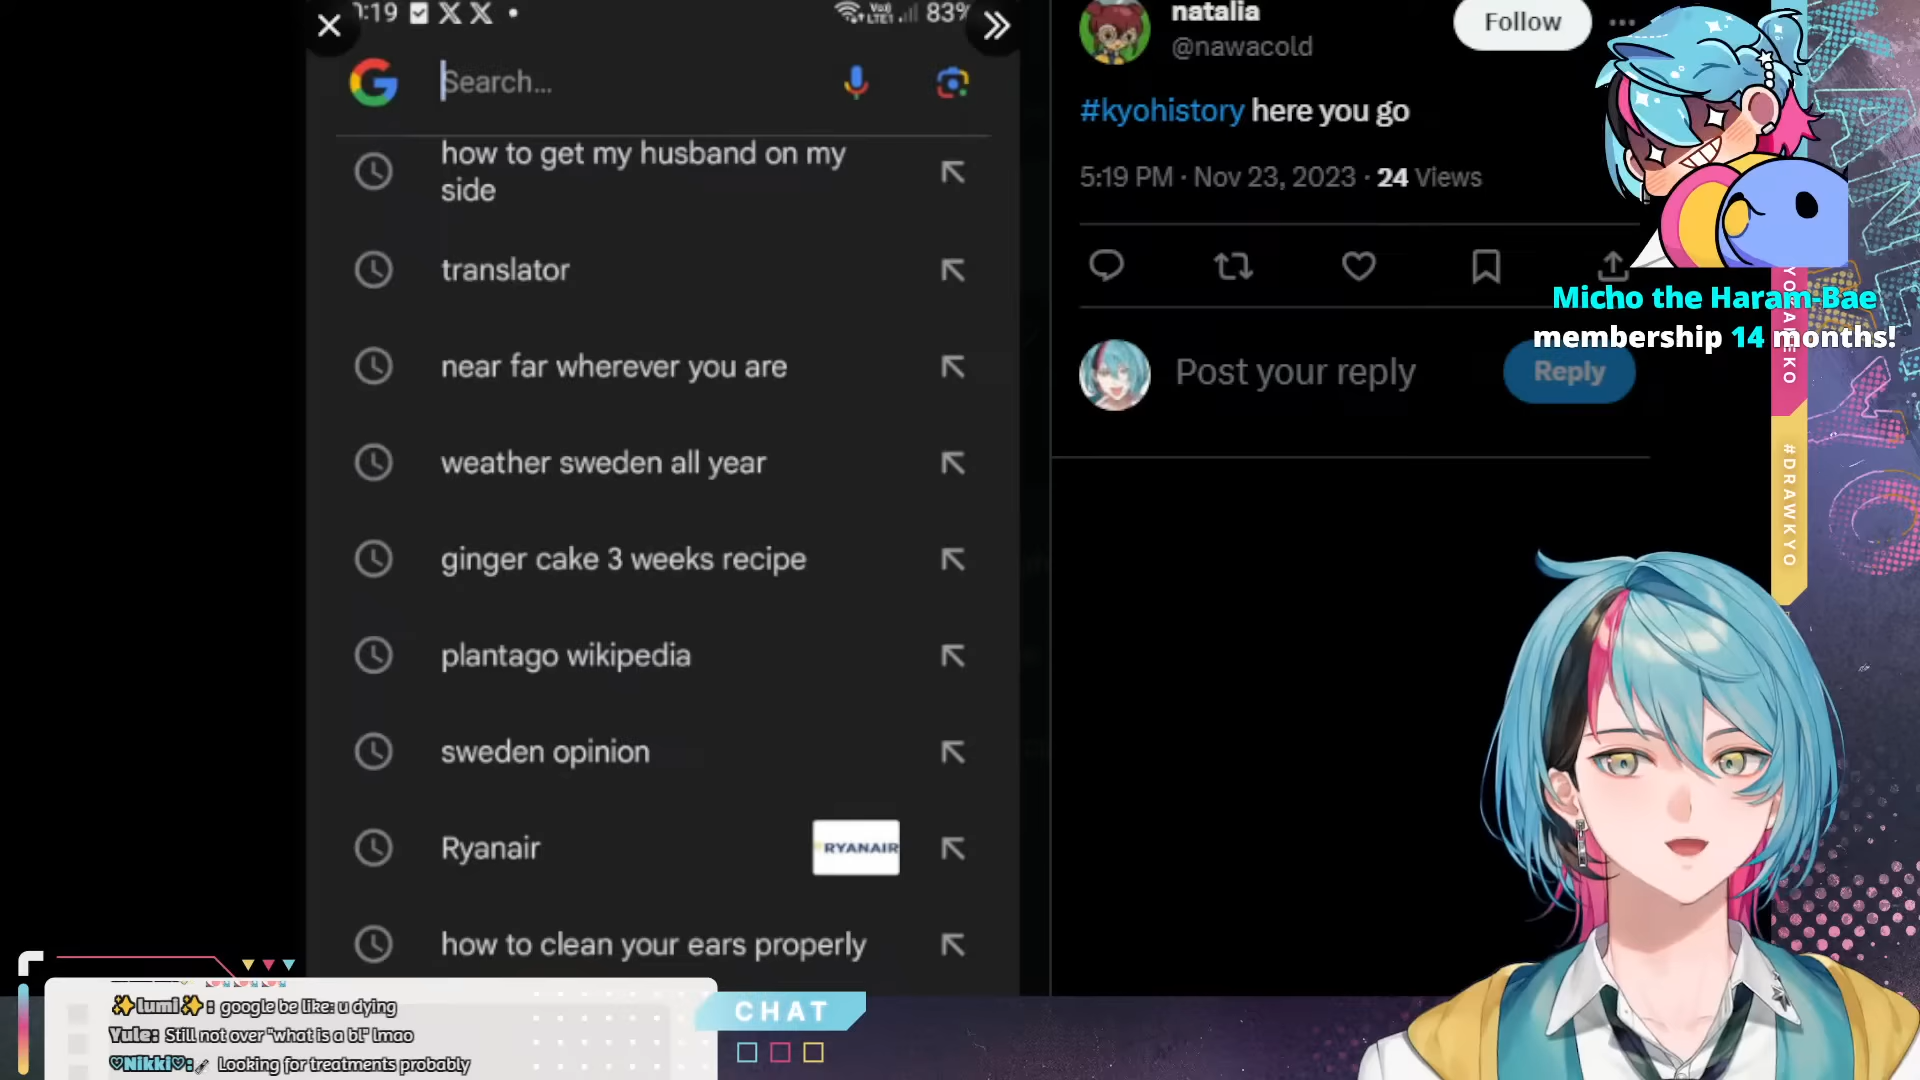 :19
83%
Search...
how to get my husband on my
side
translator
near far wherever you are
weather sweden all year
ginger cake 3 weeks recipe
plantago wikipedia
sweden opinion
Ryanair
RYANAIR
how to clean your ears properly
natalia
@nawacold
Follow
#kyohistory here you go
5:19 PM · Nov 23, 2023 · 24 Views
Post your reply
Reply
Micho the Haram-Bae
membership 14 months!
#DRAWKYO
✨lumi✨: google be like: u dying
Yule: Still not over "what is a bl" lmao
♡Nikki♡: Looking for treatments probably
CHAT